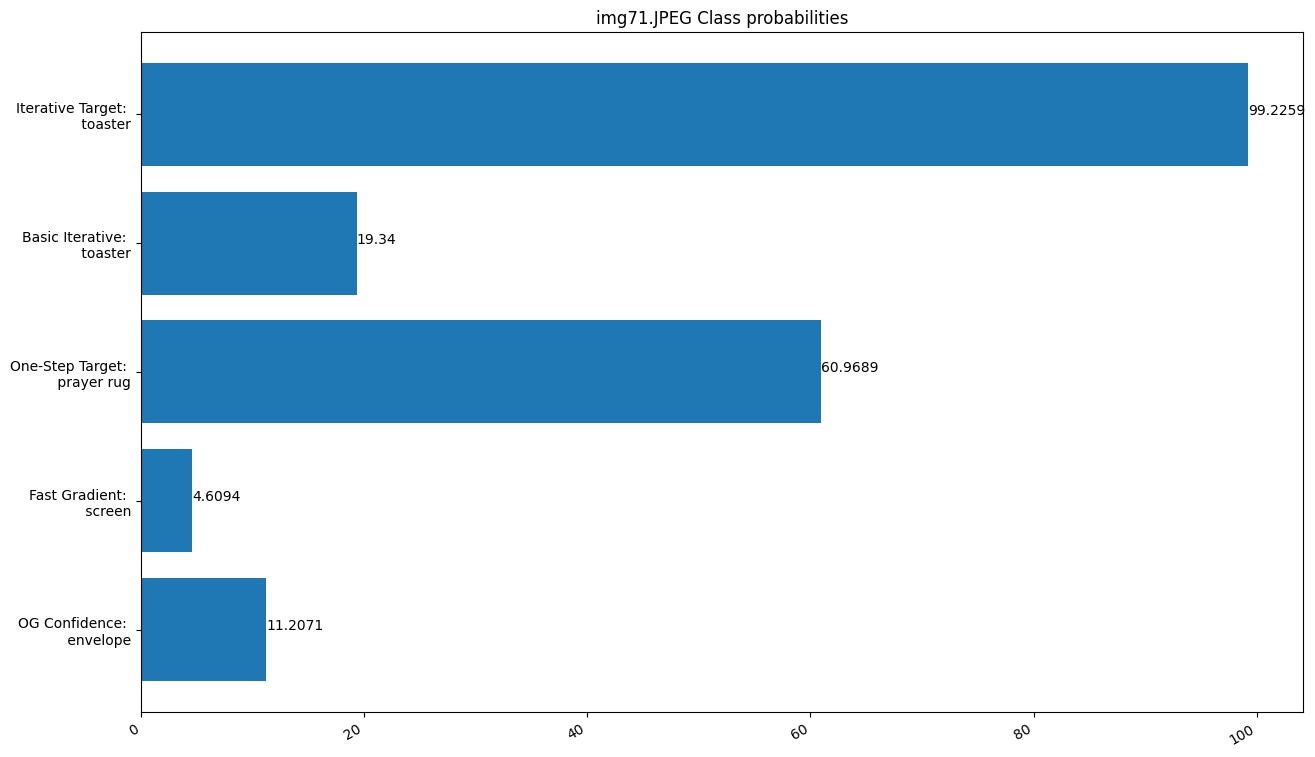 img71.JPEG Class probabilities
Iterative Target:
toaster
99.2259
Basic Iterative:
toaster
19.34
One-Step Target:
prayer rug
60.9689
Fast Gradient:
screen
4.6094
OG Confidence:
envelope
11.2071
0 20 40 60 80 100